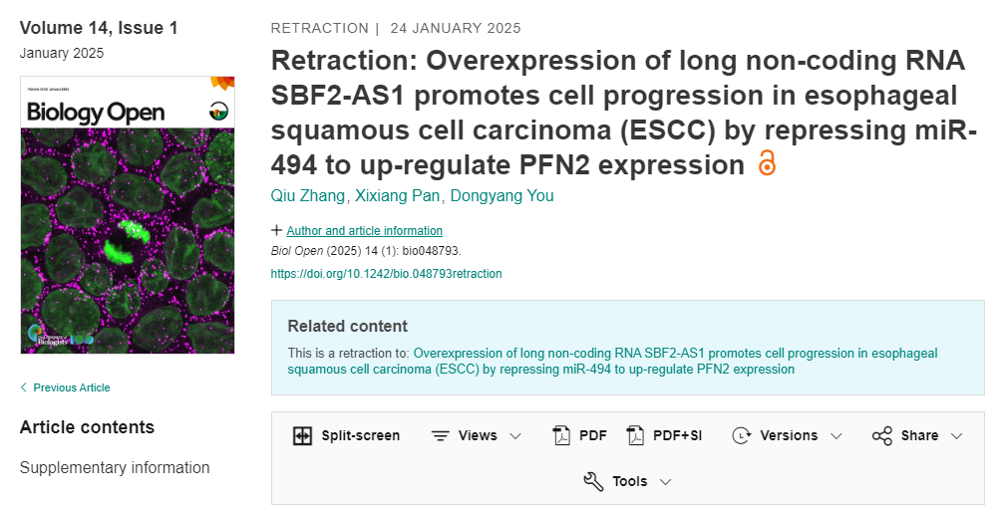 Volume 14, Issue 1
January 2025
Biology Open
The Company of
Biologists
Previous Article
Article contents
Supplementary information
RETRACTION | 24 JANUARY 2025
Retraction: Overexpression of long non-coding RNA
SBF2-AS1 promotes cell progression in esophageal
squamous cell carcinoma (ESCC) by repressing miR-
494 to up-regulate PFN2 expression
Qiu Zhang, Xixiang Pan, Dongyang You
Author and article information
Biol Open (2025) 14 (1): bio048793.
https://doi.org/10.1242/bio.048793retraction
Related content
This is a retraction to: Overexpression of long non-coding RNA SBF2-AS1 promotes cell progression in esophageal
squamous cell carcinoma (ESCC) by repressing miR-494 to up-regulate PFN2 expression
Split-screen Views PDF PDF+SI Versions Share
Tools